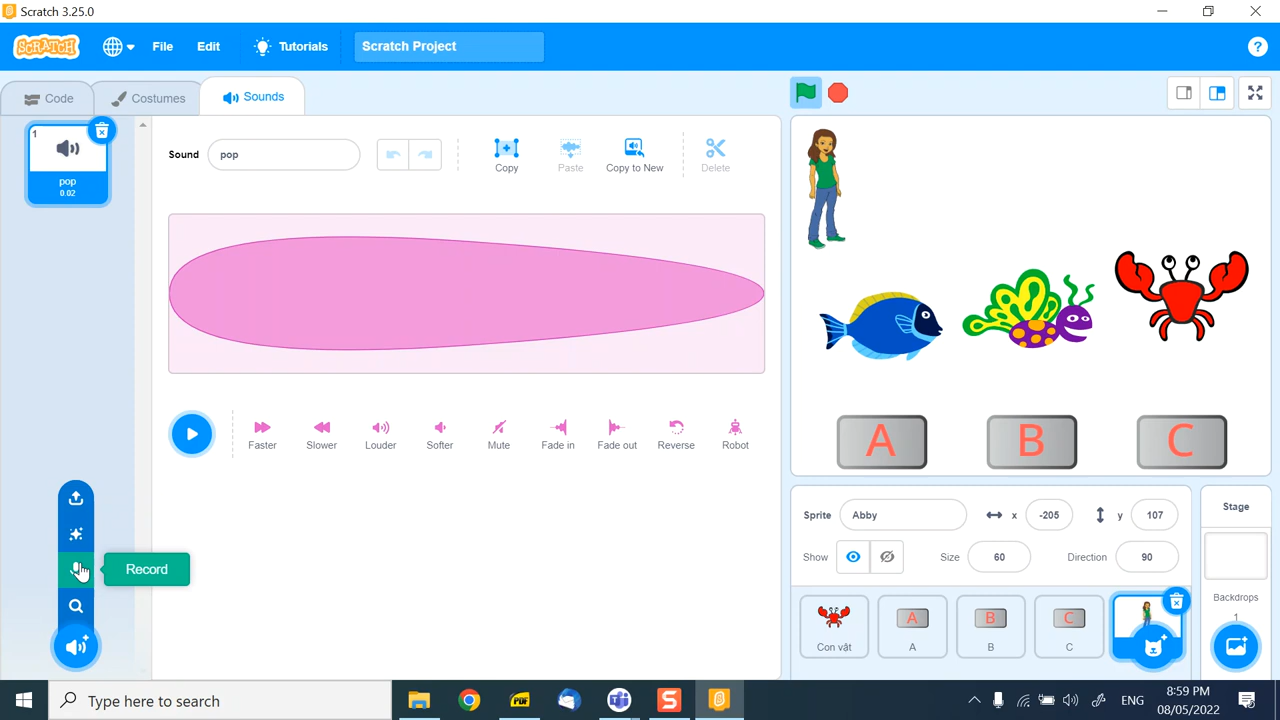 Scratch 3.25.0
SCRATCH
File
Edit
Tutorials
Scratch Project
?
Code
Costumes
Sounds
1
pop
0.02
Sound
pop
Copy
Paste
Copy to New
Delete
Faster
Slower
Louder
Softer
Mute
Fade in
Fade out
Reverse
Robot
Record
A
B
C
Sprite
Abby
x
-205
y
107
Show
Size
60
Direction
90
Stage
Backdrops
1
A
B
C
Con vật
A
B
C
Type here to search
PDF
S
ENG
8:59 PM
08/05/2022